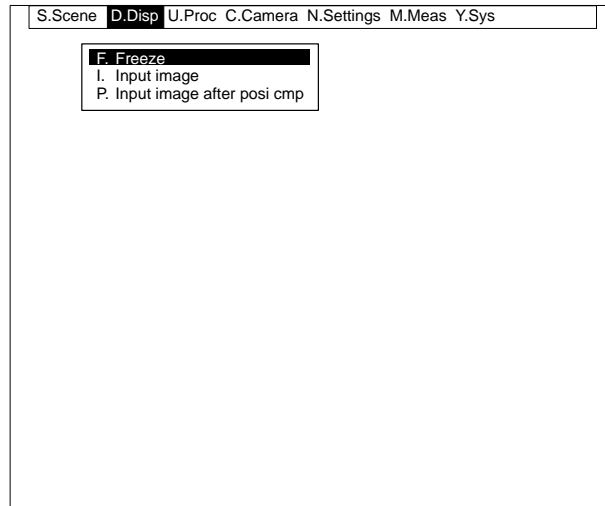 S.Scene D.Disp U.Proc C.Camera N.Settings M.Meas Y.Sys
F. Freeze
I. Input image
P. Input image after posi cmp